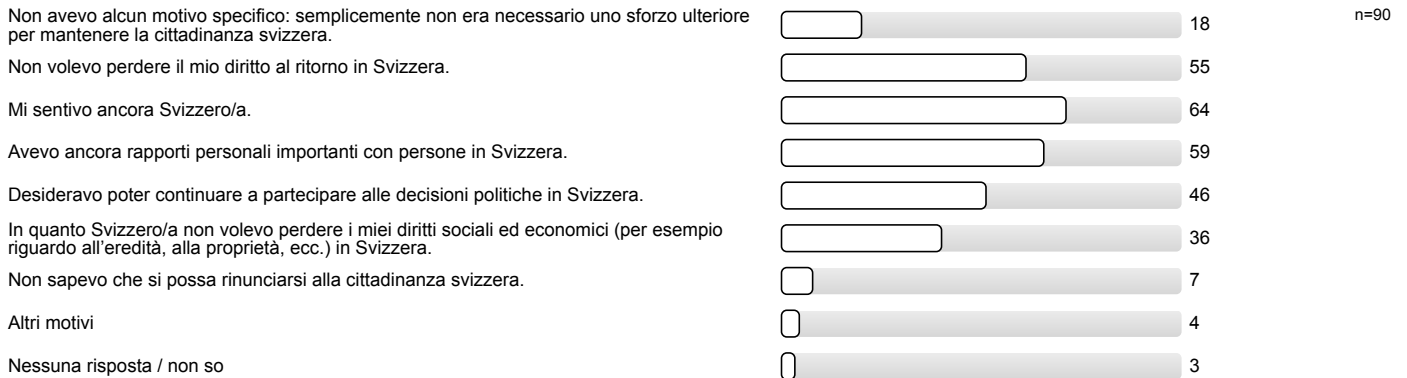 Non avevo alcun motivo specifico: semplicemente non era necessario uno sforzo ulteriore
per mantenere la cittadinanza svizzera.
18
n=90
Non volevo perdere il mio diritto al ritorno in Svizzera.
55
Mi sentivo ancora Svizzero/a.
64
Avevo ancora rapporti personali importanti con persone in Svizzera.
59
Desideravo poter continuare a partecipare alle decisioni politiche in Svizzera.
46
In quanto Svizzero/a non volevo perdere i miei diritti sociali ed economici (per esempio
riguardo all'eredità, alla proprietà, ecc.) in Svizzera.
36
Non sapevo che si possa rinunciarsi alla cittadinanza svizzera.
7
Altri motivi
4
Nessuna risposta / non so
3